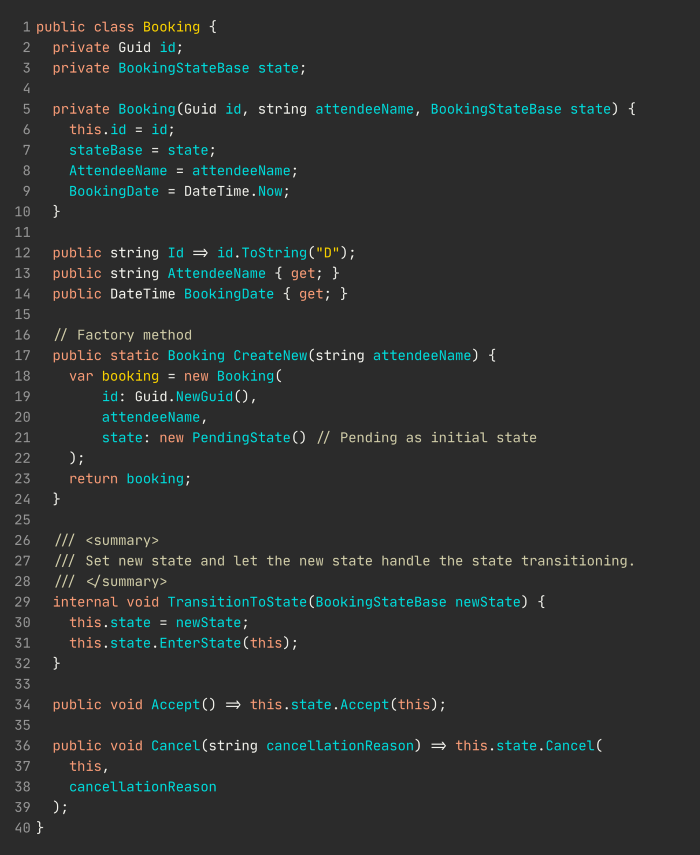 1 public class Booking {
2   private Guid id;
3   private BookingStateBase state;
4
5   private Booking(Guid id, string attendeeName, BookingStateBase state) {
6     this.id = id;
7     stateBase = state;
8     AttendeeName = attendeeName;
9     BookingDate = DateTime.Now;
10   }
11
12   public string Id => id.ToString("D");
13   public string AttendeeName { get; }
14   public DateTime BookingDate { get; }
15
16   // Factory method
17   public static Booking CreateNew(string attendeeName) {
18     var booking = new Booking(
19         id: Guid.NewGuid(),
20         attendeeName,
21         state: new PendingState() // Pending as initial state
22     );
23     return booking;
24   }
25
26   /// <summary>
27   /// Set new state and let the new state handle the state transitioning.
28   /// </summary>
29   internal void TransitionToState(BookingStateBase newState) {
30     this.state = newState;
31     this.state.EnterState(this);
32   }
33
34   public void Accept() => this.state.Accept(this);
35
36   public void Cancel(string cancellationReason) => this.state.Cancel(
37     this,
38     cancellationReason
39   );
40 }